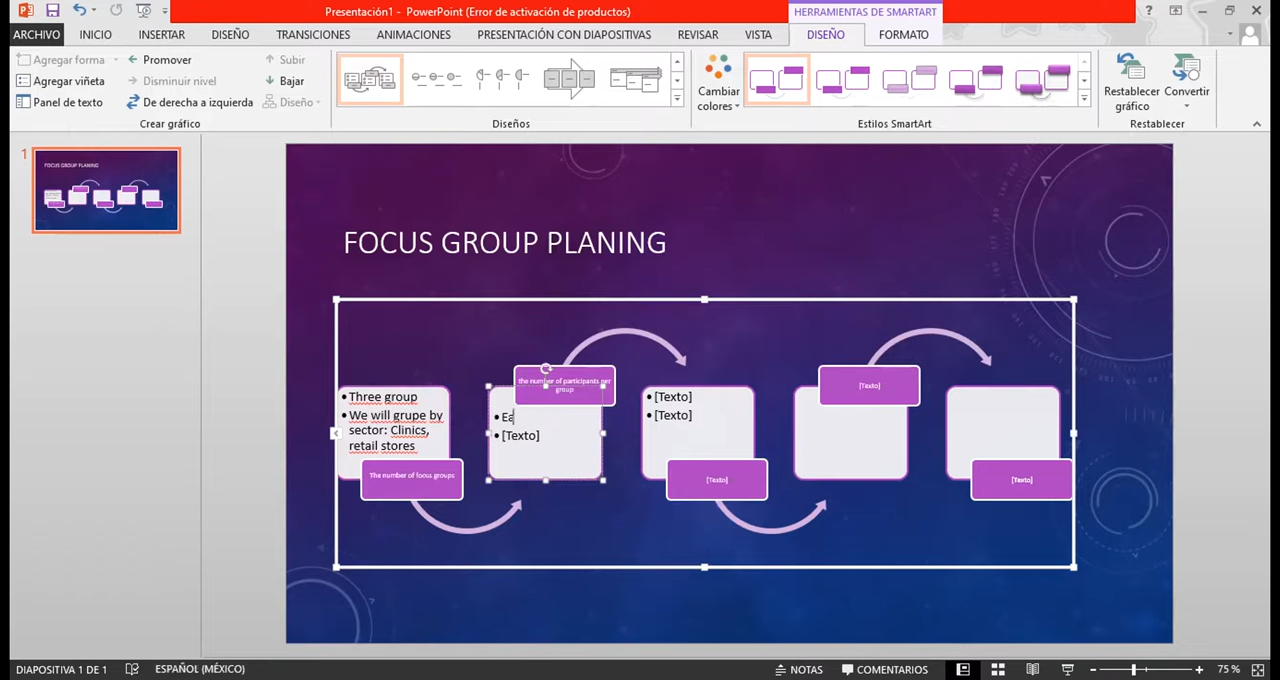 Presentación1 - PowerPoint (Error de activación de productos)
HERRAMIENTAS DE SMARTART
ARCHIVO INICIO INSERTAR DISEÑO TRANSICIONES ANIMACIONES PRESENTACIÓN CON DIAPOSITIVAS REVISAR VISTA DISEÑO FORMATO
Agregar forma
Promover
Subir
Agregar viñeta
Disminuir nivel
Bajar
Panel de texto
De derecha a izquierda
Diseño
Cambiar
colores
Restablecer
gráfico
Convertir
Crear gráfico
Diseños
Estilos SmartArt
Restablecer
1
FOCUS GROUP PLANING
FOCUS GROUP PLANING
• Three group
• We will grupe by
sector: Clinics,
retail stores
The number of focus groups
the number of participants per
group
• Ea
• [Texto]
• [Texto]
• [Texto]
[Texto]
[Texto]
[Texto]
DIAPOSITIVA 1 DE 1
ESPAÑOL (MÉXICO)
NOTAS
COMENTARIOS
75 %